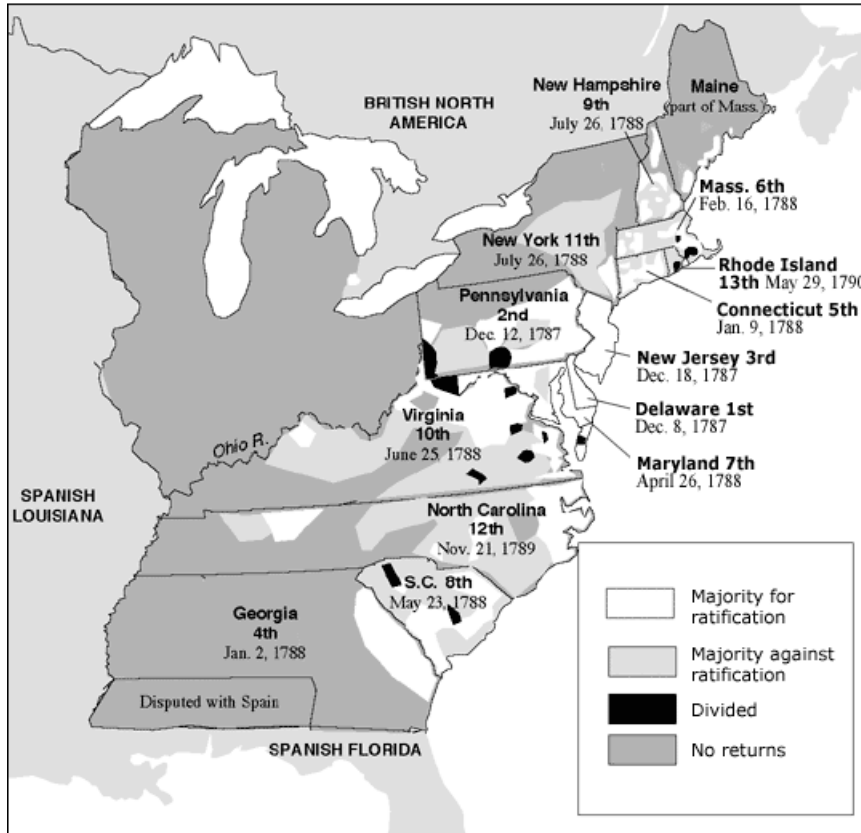 New Hampshire
9th
July 26, 1788
Maine
(part of Mass.)
BRITISH NORTH
AMERICA
Mass. 6th
Feb. 16, 1788
New York 11th
July 26, 1788
Rhode Island
13th May 29, 1790
Pennsylvania
2nd
Dec. 12, 1787
Connecticut 5th
Jan. 9, 1788
New Jersey 3rd
Dec. 18, 1787
Delaware 1st
Dec. 8, 1787
Virginia
10th
June 25, 1788
Ohio R.
Maryland 7th
April 26, 1788
SPANISH
LOUISIANA
North Carolina
12th
Nov. 21, 1789
S.C. 8th
May 23, 1788
Georgia
4th
Jan. 2, 1788
Disputed with Spain
SPANISH FLORIDA
Majority for
ratification
Majority against
ratification
Divided
No returns